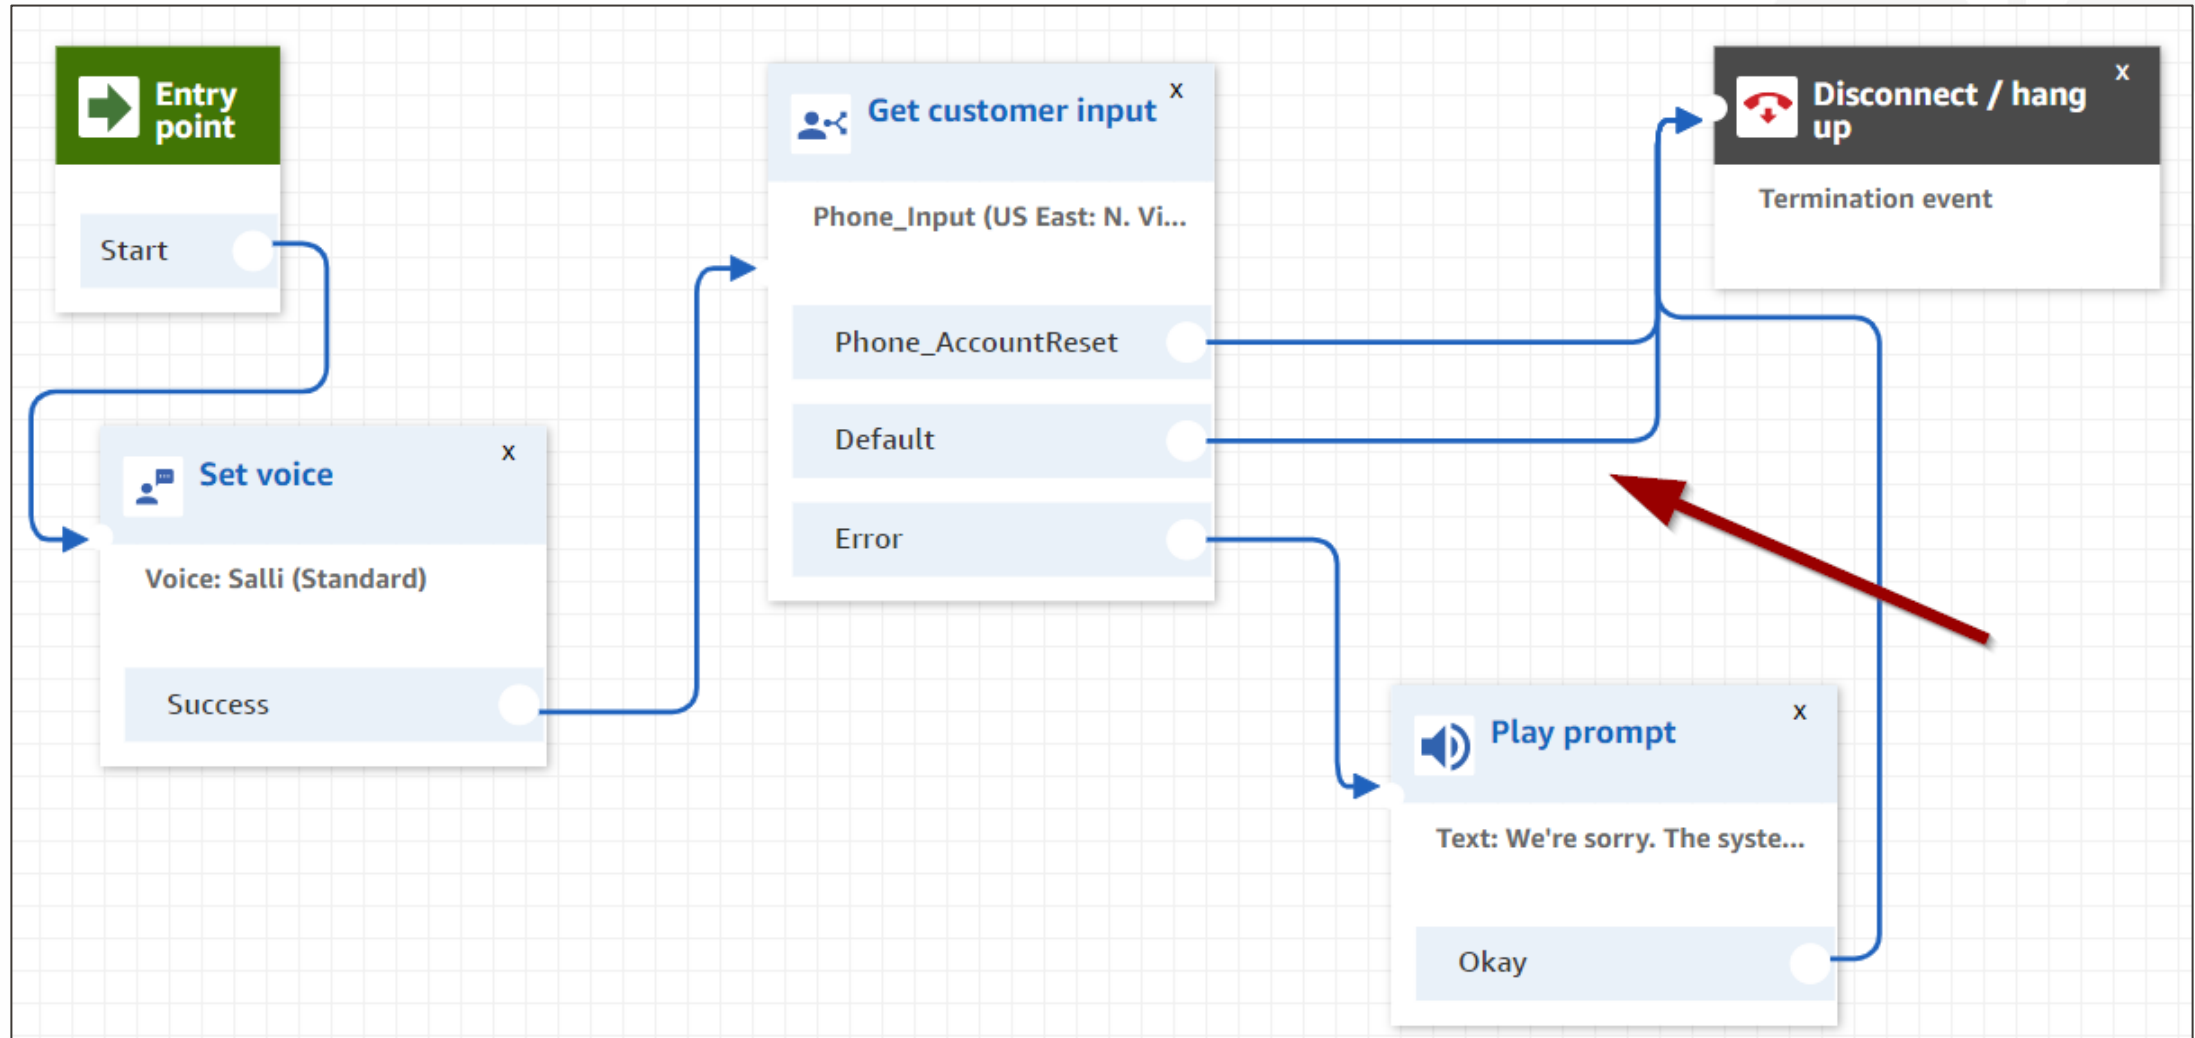 Entry
point
Start
Set voice
x
Voice: Salli (Standard)
Success
Get customer input
x
Phone_Input (US East: N. Vi...
Phone_AccountReset
Default
Error
Play prompt
x
Text: We're sorry. The syste...
Okay
Disconnect / hang
up
x
Termination event